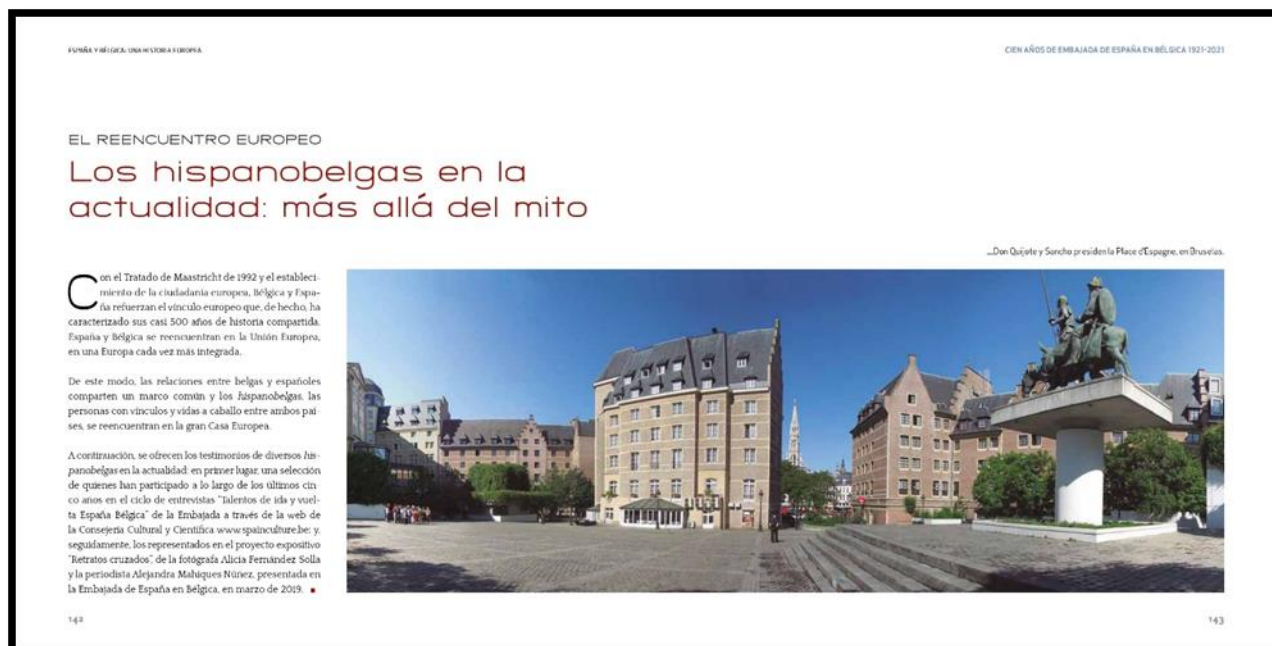 ESPAÑA Y BÉLGICA: UNA HISTORIA EUROPEA
CIEN AÑOS DE EMBAJADA DE ESPAÑA EN BÉLGICA 1921-2021
EL REENCUENTRO EUROPEO
Los hispanobelgas en la
actualidad: más allá del mito
_Don Quijote y Sancho presiden la Place d'Espagne, en Bruselas.
Con el Tratado de Maastricht de 1992 y el estableci-
miento de la ciudadanía europea, Bélgica y Espa-
ña refuerzan el vínculo europeo que, de hecho, ha
caracterizado sus casi 500 años de historia compartida.
España y Bélgica se reencuentran en la Unión Europea,
en una Europa cada vez más integrada.
De este modo, las relaciones entre belgas y españoles
comparten un marco común y los hispanobelgas, las
personas con vínculos y vidas a caballo entre ambos paí-
ses, se reencuentran en la gran Casa Europea.
A continuación, se ofrecen los testimonios de diversos his-
panobelgas en la actualidad: en primer lugar, una selección
de quienes han participado a lo largo de los últimos cin-
co años en el ciclo de entrevistas "Talentos de ida y vuel-
ta España Bélgica" de la Embajada a través de la web de
la Consejería Cultural y Científica www.spainculture.be; y,
seguidamente, los representados en el proyecto expositivo
"Retratos cruzados", de la fotógrafa Alicia Fernández Solla
y la periodista Alejandra Mahiques Núñez, presentada en
la Embajada de España en Bélgica, en marzo de 2019.
142
143